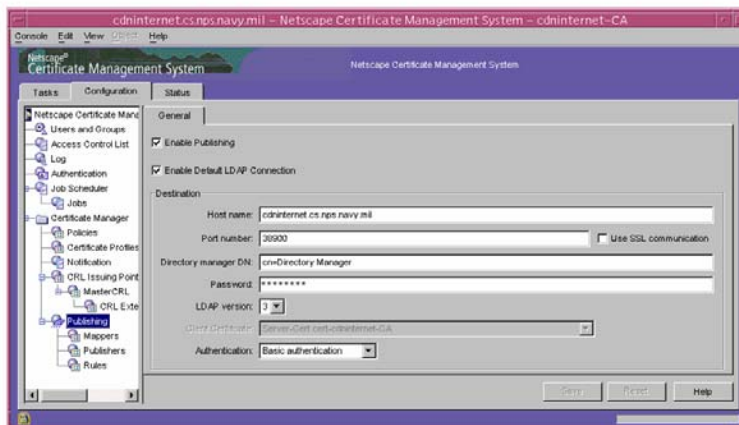 cdninternet.cs.nps.navy.mil – Netscape Certificate Management System – cdninternet-CA
Console Edit View Object Help
Netscape®
Certificate Management System
Netscape Certificate Management System
Tasks Configuration Status
Netscape Certificate Mana
Users and Groups
Access Control List
Log
Authentication
Job Scheduler
Jobs
Certificate Manager
Policies
Certificate Profiles
Notification
CRL Issuing Point
MasterCRL
CRL Exte
Publishing
Mappers
Publishers
Rules
General
Enable Publishing
Enable Default LDAP Connection
Destination
Host name: cdninternet.cs.nps.navy.mil
Port number: 38900 Use SSL communication
Directory manager DN: cn=Directory Manager
Password: ********
LDAP version: 3
Client Certificate: Server-Cert cert-cdninternet-CA
Authentication: Basic authentication
Save Reset Help